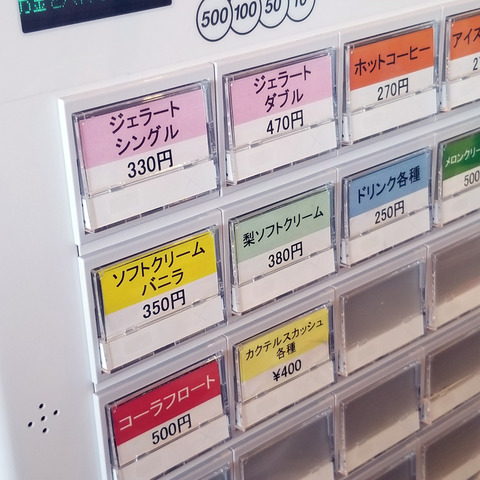 500 100 50 10
ジェラート
シングル
330円
ジェラート
ダブル
470円
ホットコーヒー
270円
アイス
270
ソフトクリーム
バニラ
350円
梨ソフトクリーム
380円
ドリンク各種
250円
メロンクリー
500
コーラフロート
500円
カクテルスカッシュ
各種
¥400